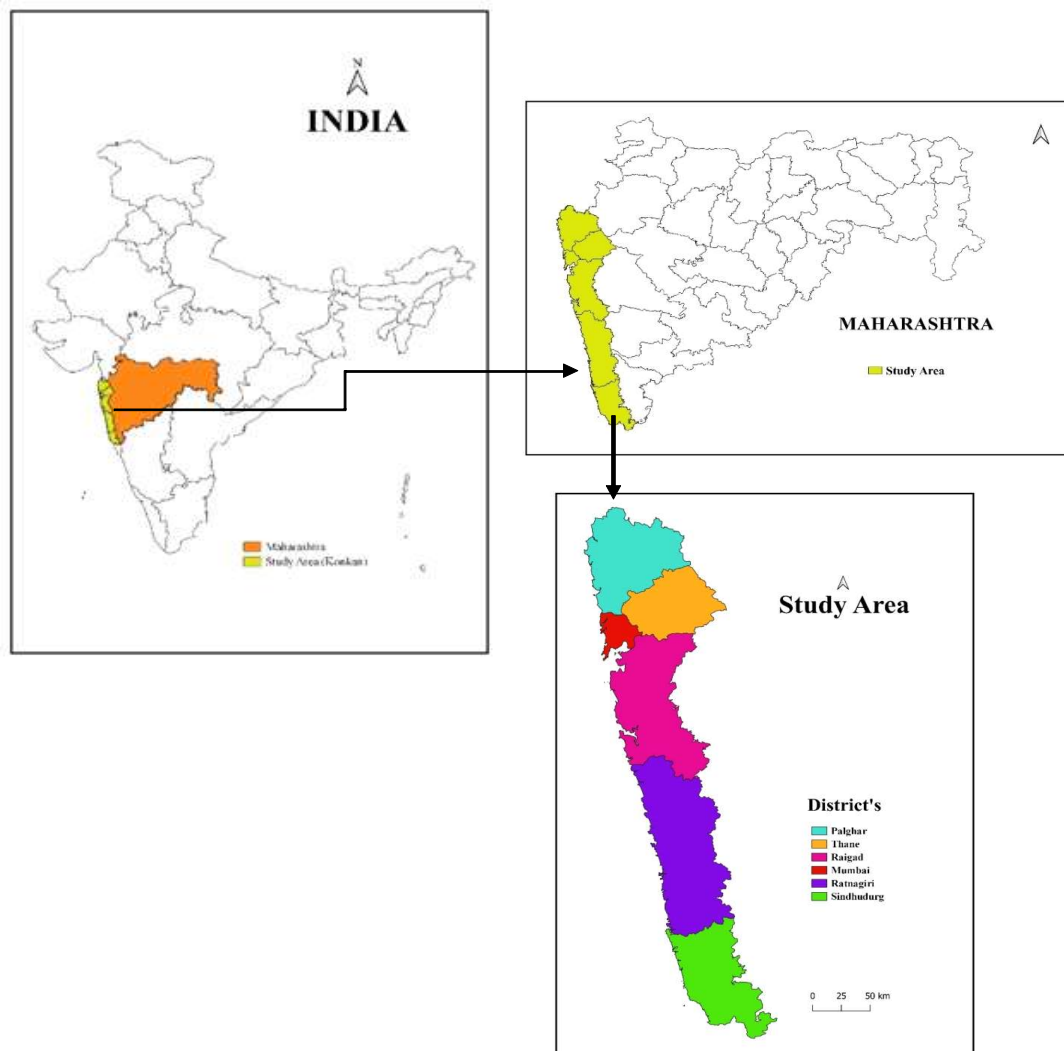 N
INDIA
Maharashtra
Study Area (Konkan)
MAHARASHTRA
Study Area
Study Area
District's
Palghar
Thane
Raigad
Mumbai
Ratnagiri
Sindhudurg
0 25 50 km